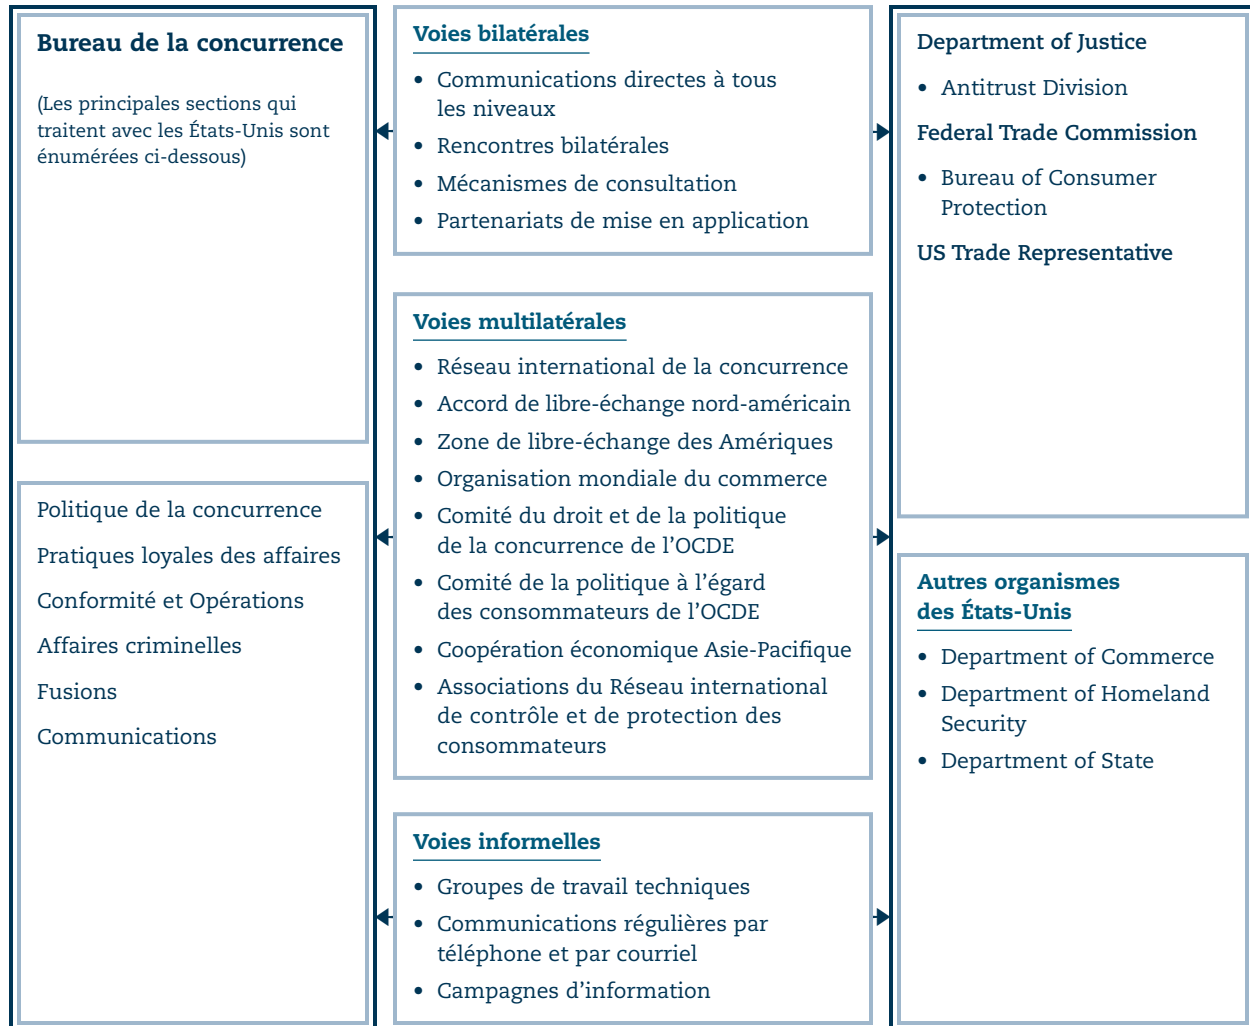 Bureau de la concurrence
(Les principales sections qui
traitent avec les États-Unis sont
énumérées ci-dessous)
Politique de la concurrence
Pratiques loyales des affaires
Conformité et Opérations
Affaires criminelles
Fusions
Communications
Voies bilatérales
• Communications directes à tous
les niveaux
• Rencontres bilatérales
• Mécanismes de consultation
• Partenariats de mise en application
Voies multilatérales
• Réseau international de la concurrence
• Accord de libre-échange nord-américain
• Zone de libre-échange des Amériques
• Organisation mondiale du commerce
• Comité du droit et de la politique
de la concurrence de l'OCDE
• Comité de la politique à l'égard
des consommateurs de l'OCDE
• Coopération économique Asie-Pacifique
• Associations du Réseau international
de contrôle et de protection des
consommateurs
Voies informelles
• Groupes de travail techniques
• Communications régulières par
téléphone et par courriel
• Campagnes d'information
Department of Justice
• Antitrust Division
Federal Trade Commission
• Bureau of Consumer
Protection
US Trade Representative
Autres organismes
des États-Unis
• Department of Commerce
• Department of Homeland
Security
• Department of State